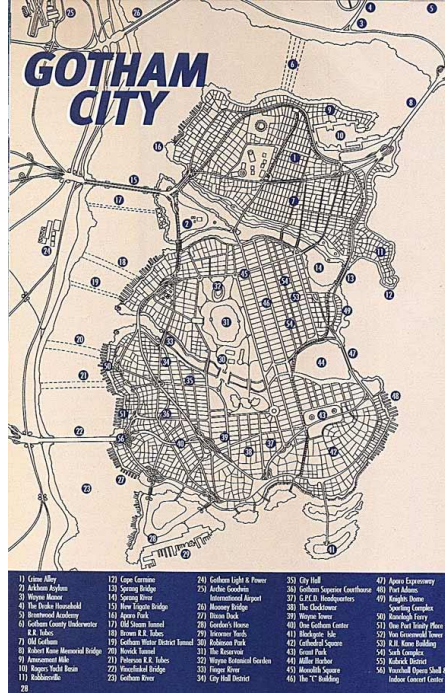 GOTHAM
CITY
1) Crime Alley
2) Arkham Asylum
3) Wayne Manor
4) The Drake Household
5) Brentwood Academy
6) Gotham County Underwater
R.R. Tubes
7) Old Gotham
8) Robert Kane Memorial Bridge
9) Amusement Mile
10) Rogers Yacht Basin
11) Robbinsville
12) Cape Carmine
13) Sprang Bridge
14) Sprang River
15) New Trigate Bridge
16) Aparo Park
17) Old Steam Tunnel
18) Brown R.R. Tubes
19) Gotham Water District Tunnel
20) Novick Tunnel
21) Peterson R.R. Tubes
22) Vincefinkel Bridge
23) Gotham River
24) Gotham Light & Power
25) Archie Goodwin
International Airport
26) Mooney Bridge
27) Dixon Dock
28) Gordon's House
29) Tricorner Yards
30) Robinson Park
31) The Reservoir
32) Wayne Botanical Garden
33) Finger River
34) City Hall District
35) City Hall
36) Gotham Superior Courthouse
37) G.P.C.D. Headquarters
38) The Clocktower
39) Wayne Tower
40) One Gotham Center
41) Blackgate Isle
42) Cathedral Square
43) Grant Park
44) Miller Harbor
45) Monolith Square
46) The "C" Building
47) Aparo Expressway
48) Port Adams
49) Knights Dome
Sporting Complex
50) Ranelagh Ferry
51) One Port Trinity Place
52) Von Gruenwald Tower
53) R.H. Kane Building
54) Sorh Complex
55) Kubrick District
56) Vauxhall Opera Shell &
Indoor Concert Center
28